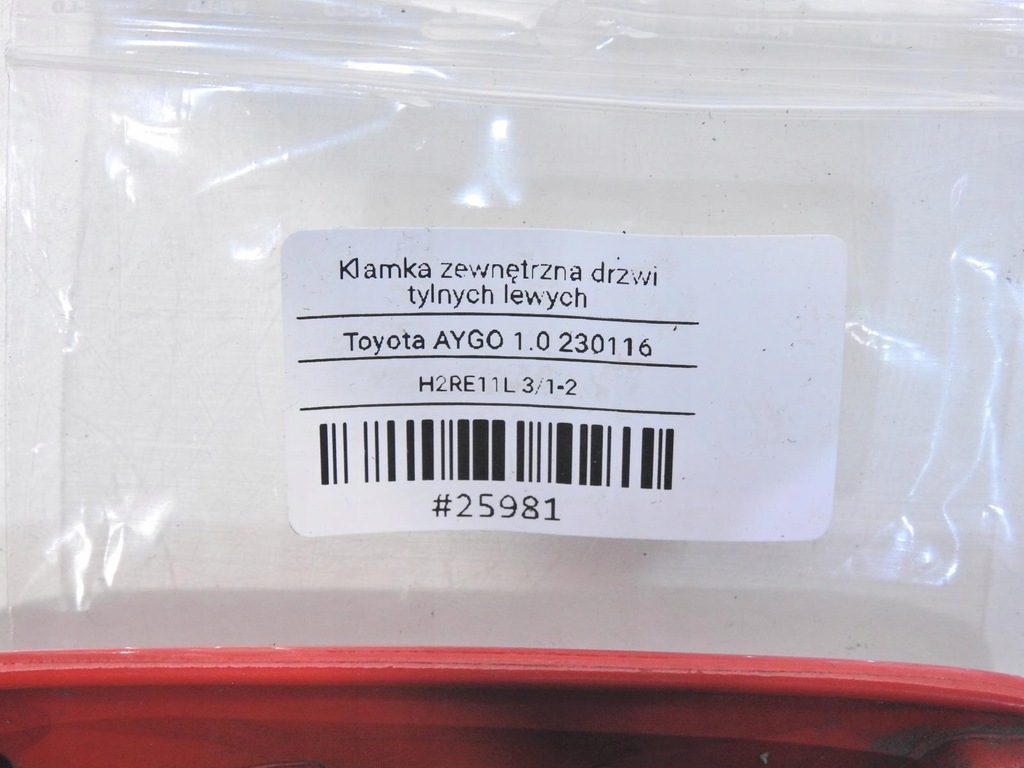 Klamka zewnętrzna drzwi
tylnych lewych
Toyota AYGO 1.0 230116
H2RE11L 3/1-2
#25981